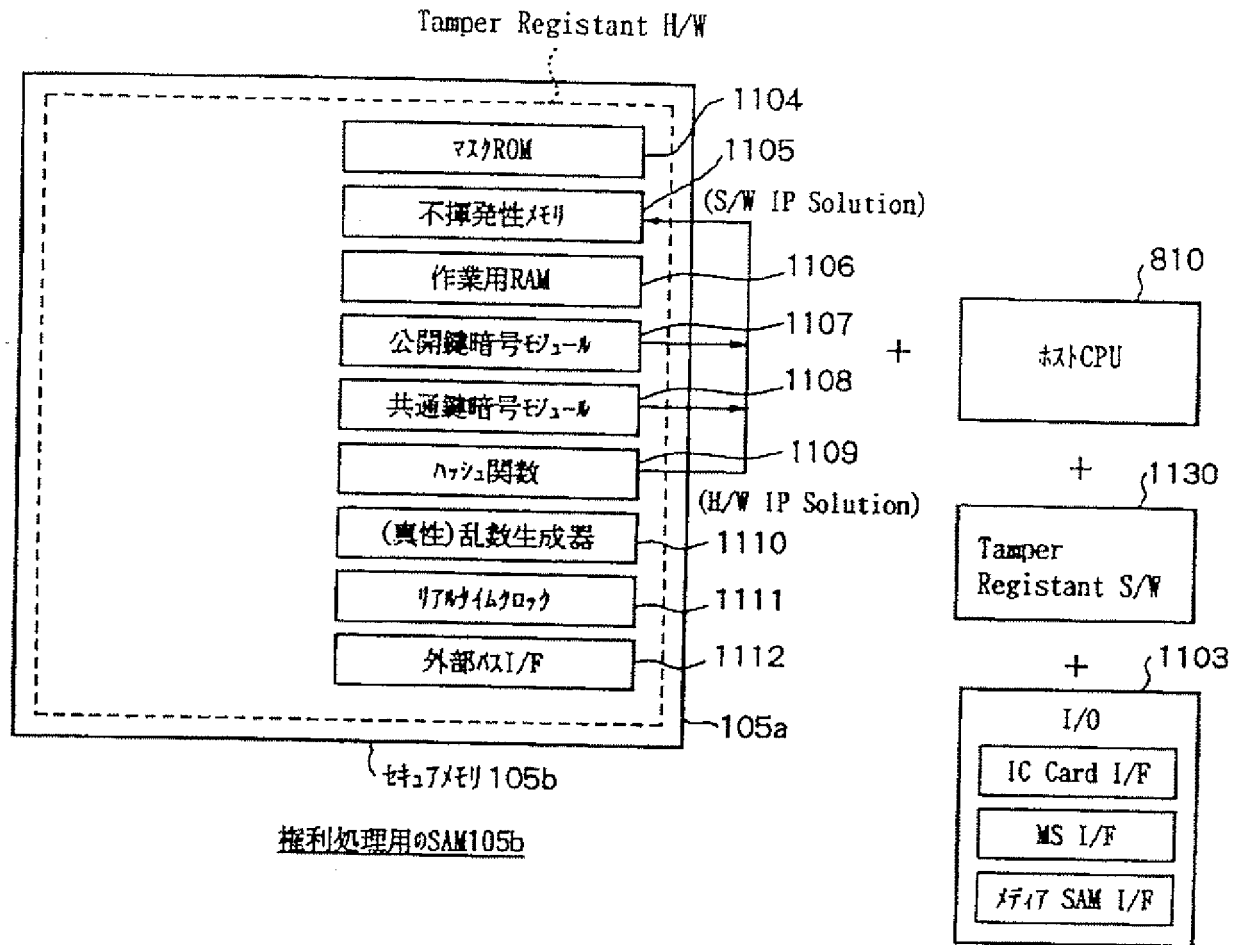 Tamper Registant H/W
マスクROM
1104
不揮発性メモリ
1105
(S/W IP Solution)
作業用RAM
1106
公開鍵暗号モジュール
1107
共通鍵暗号モジュール
1108
ハッシュ関数
1109
(H/W IP Solution)
(真性)乱数生成器
1110
リアルタイムクロック
1111
外部バスI/F
1112
105a
セキュアメモリ 105b
権利処理用のSAM105b
+
810
ホストCPU
+
1130
Tamper
Registant S/W
+
1103
I/O
IC Card I/F
MS I/F
メディア SAM I/F